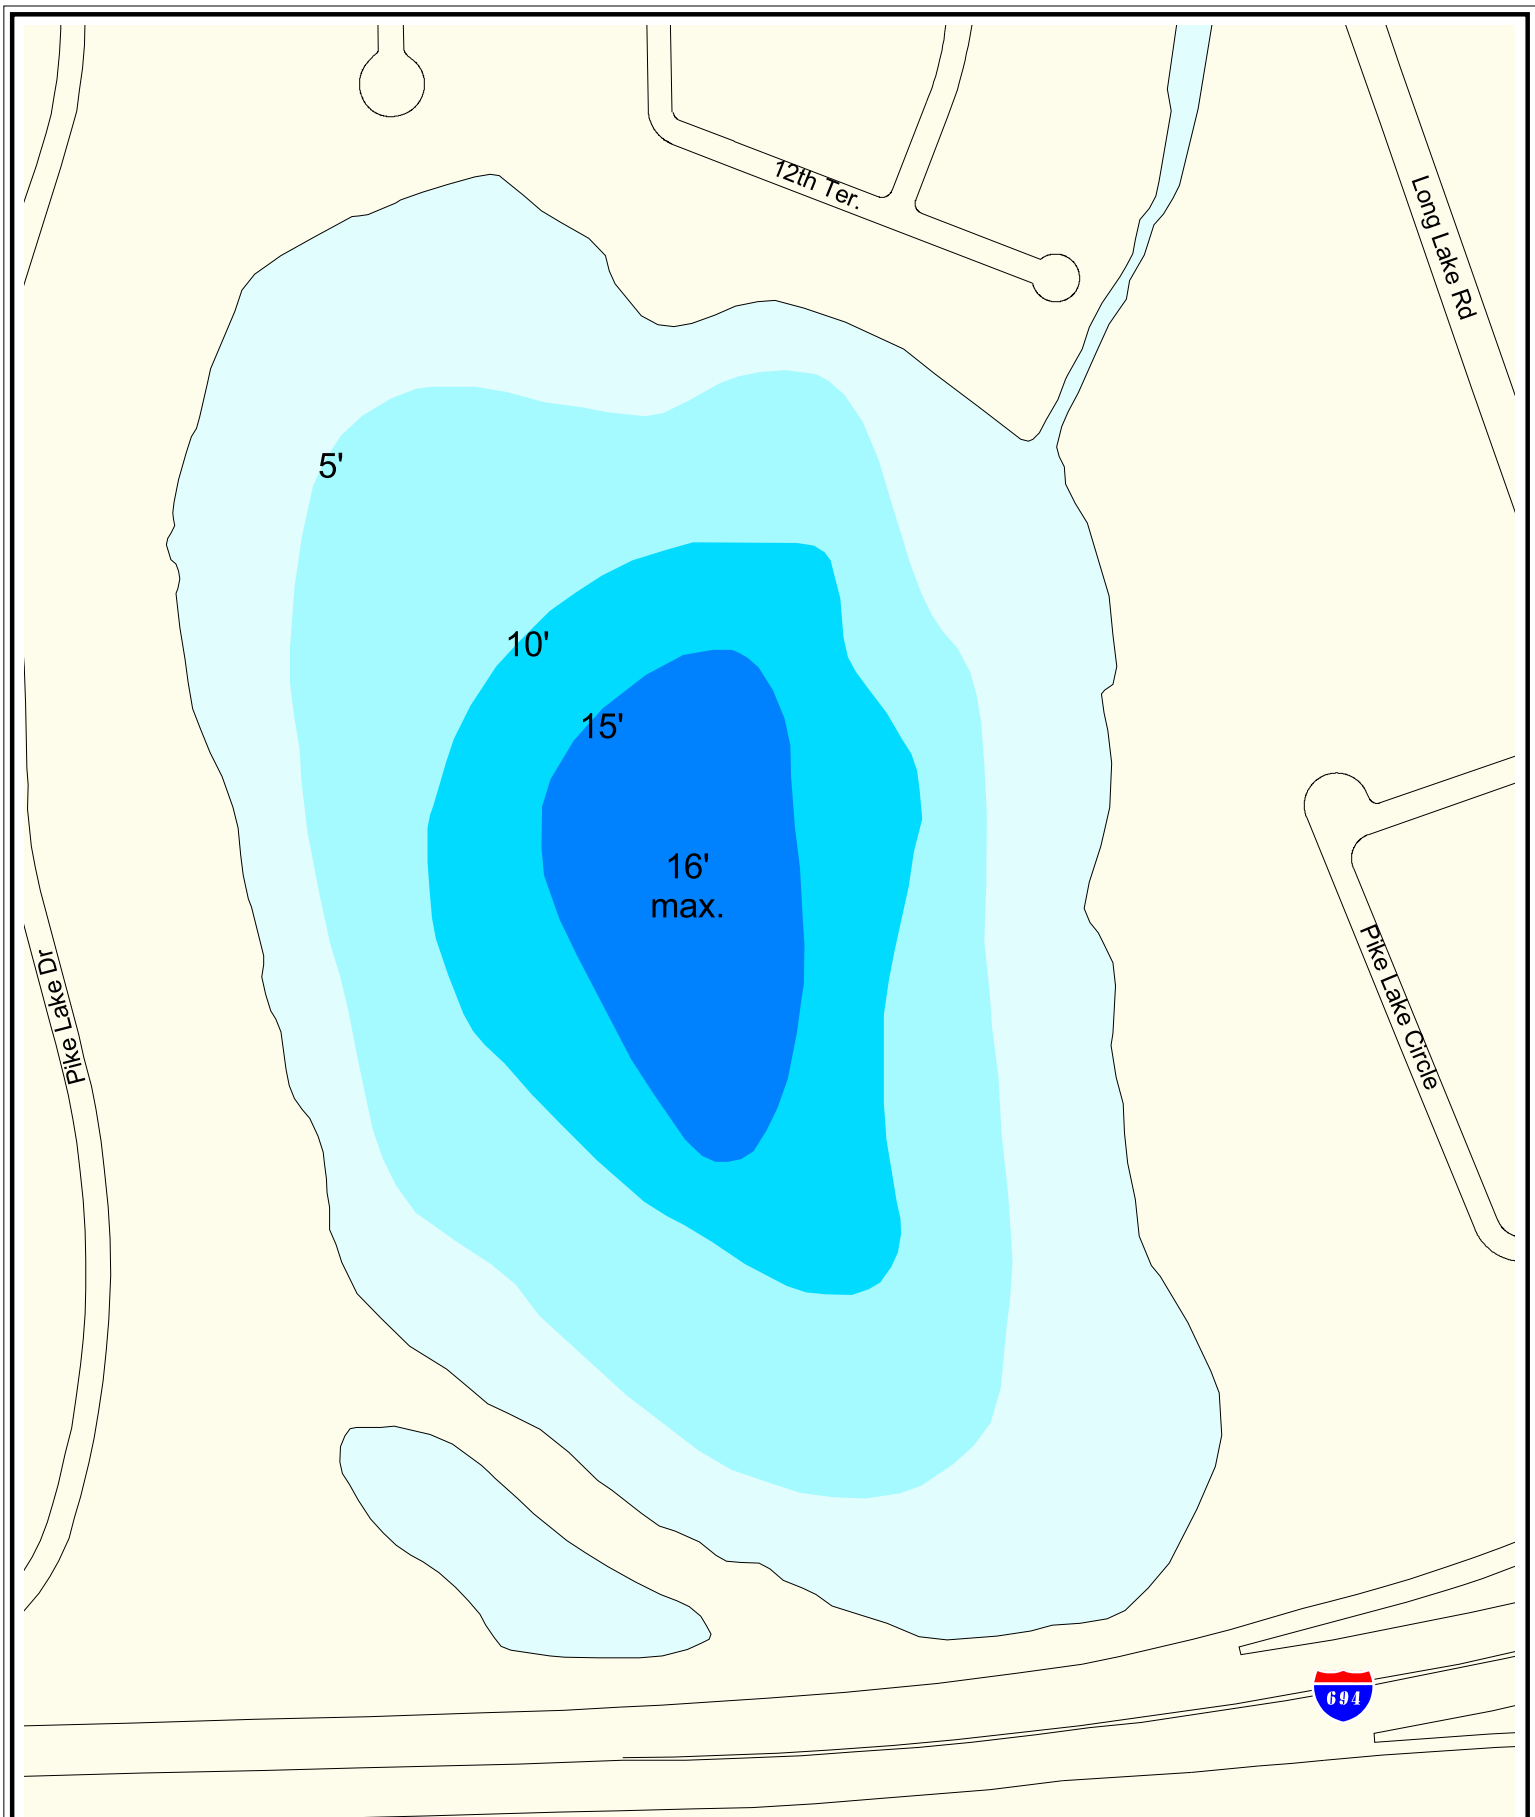 12th Ter.
Long Lake Rd
5'
10'
15'
16'
max.
Pike Lake Dr
Pike Lake Circle
694